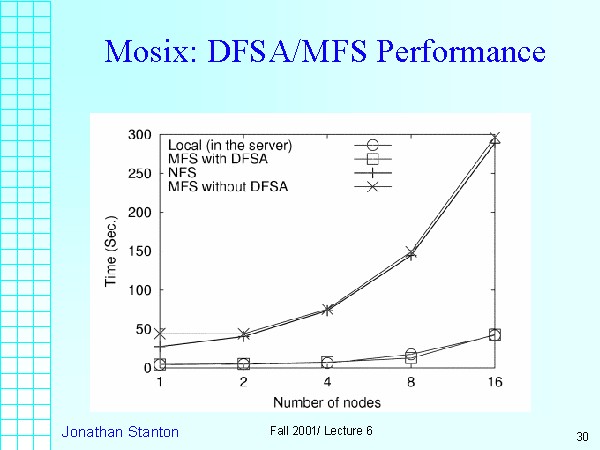 Mosix: DFSA/MFS Performance
300
250
200
150
100
50
0
Time (Sec.)
Local (in the server)
MFS with DFSA
NFS
MFS without DFSA
1 2 4 8 16
Number of nodes
Jonathan Stanton
Fall 2001/ Lecture 6
30